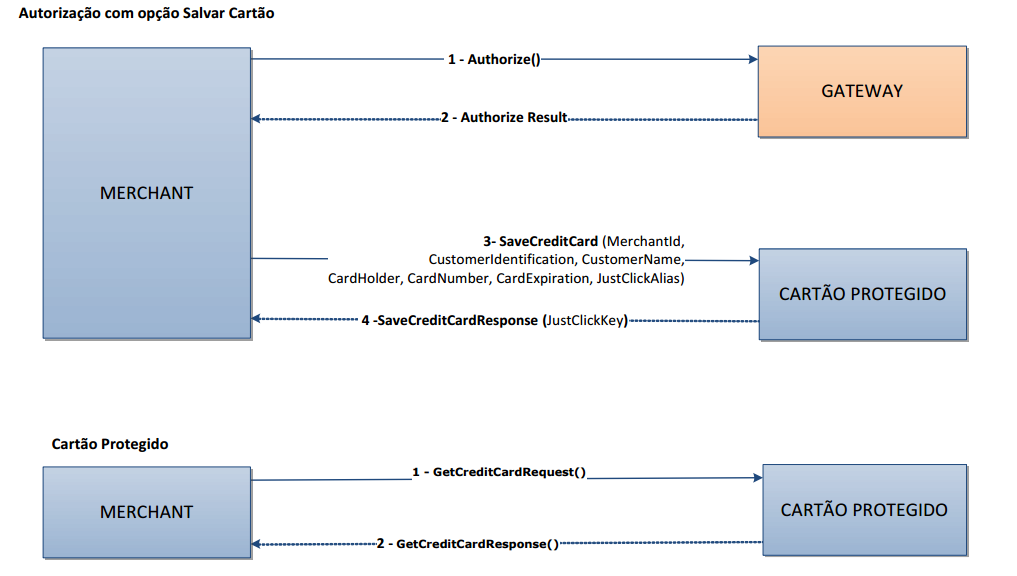 Autorização com opção Salvar Cartão
1 - Authorize()
GATEWAY
2 - Authorize Result
MERCHANT
3- SaveCreditCard (MerchantId,
CustomerIdentification, CustomerName,
CardHolder, CardNumber, CardExpiration, JustClickAlias)
CARTÃO PROTEGIDO
4 -SaveCreditCardResponse (JustClickKey)
Cartão Protegido
1 - GetCreditCardRequest()
MERCHANT
CARTÃO PROTEGIDO
2 - GetCreditCardResponse()